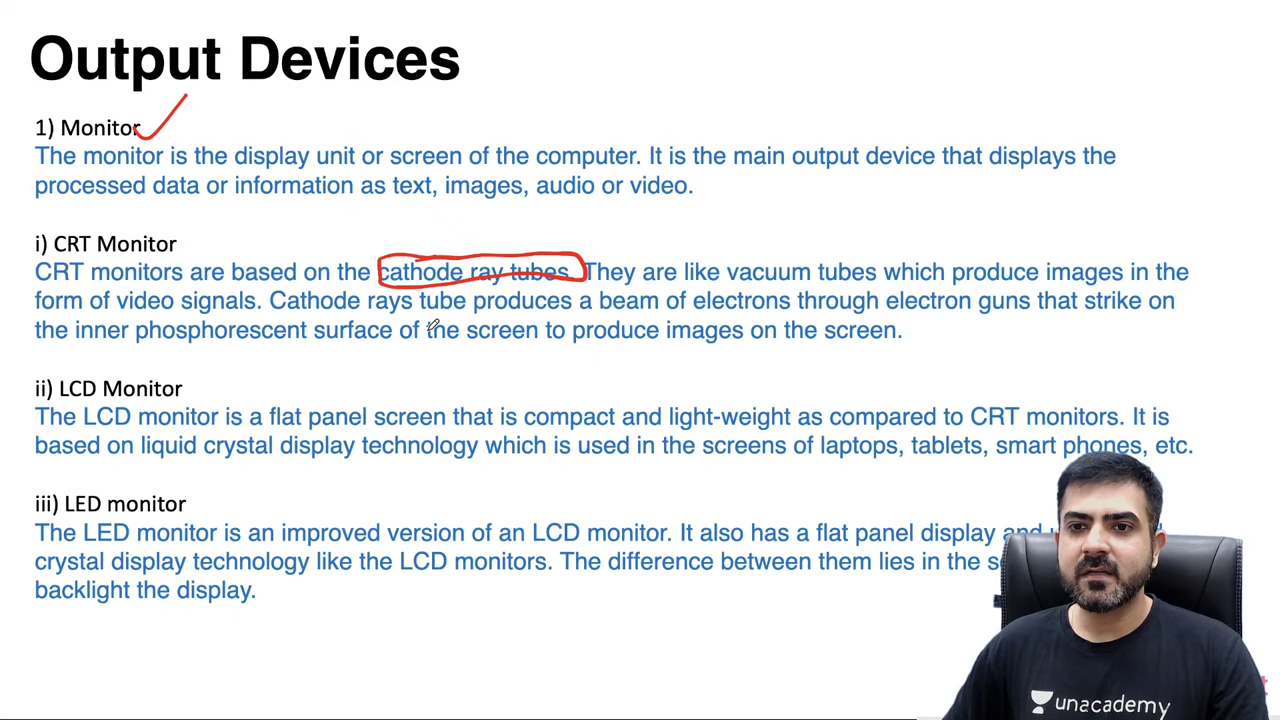 Output Devices
1) Monitor
The monitor is the display unit or screen of the computer. It is the main output device that displays the
processed data or information as text, images, audio or video.
i) CRT Monitor
CRT monitors are based on the cathode ray tubes. They are like vacuum tubes which produce images in the
form of video signals. Cathode rays tube produces a beam of electrons through electron guns that strike on
the inner phosphorescent surface of the screen to produce images on the screen.
ii) LCD Monitor
The LCD monitor is a flat panel screen that is compact and light-weight as compared to CRT monitors. It is
based on liquid crystal display technology which is used in the screens of laptops, tablets, smart phones, etc.
iii) LED monitor
The LED monitor is an improved version of an LCD monitor. It also has a flat panel display and
crystal display technology like the LCD monitors. The difference between them lies in the
backlight the display.
unacademy